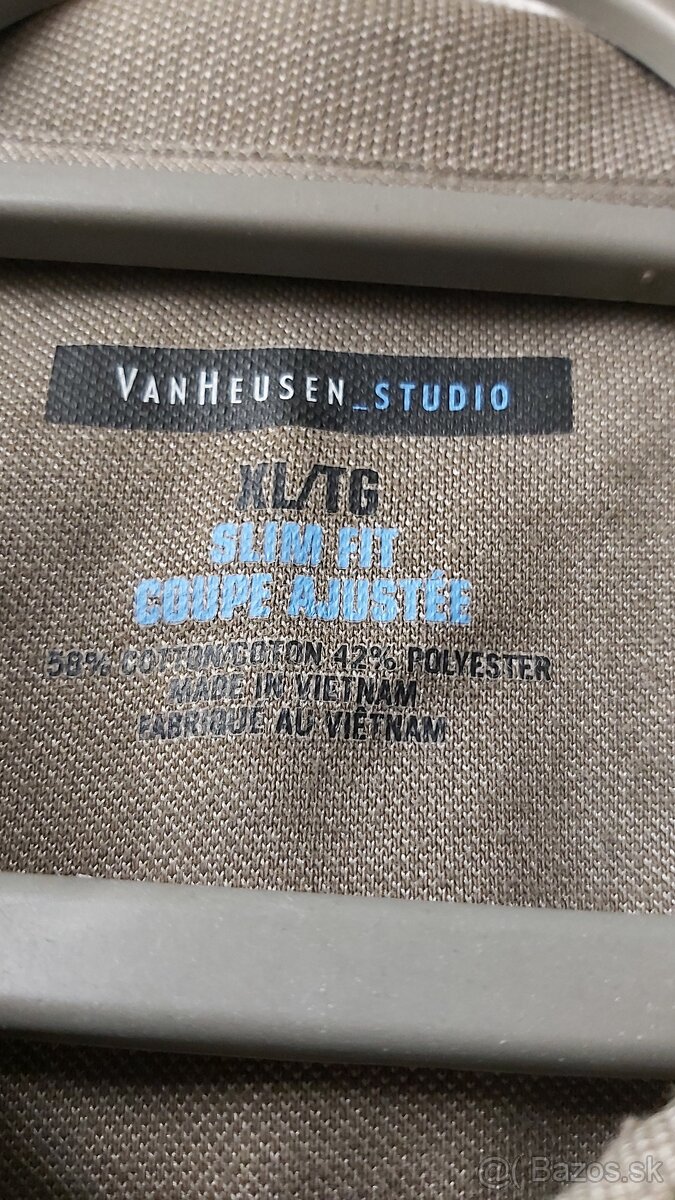 VANHEUSEN_STUDIO
XL/TG
SLIM FIT
COUPE AJUSTÉE
58% COTTON/COTON 42% POLYESTER
MADE IN VIETNAM
FABRIQUÉ AU VIÊTNAM
@( Bazos.sk